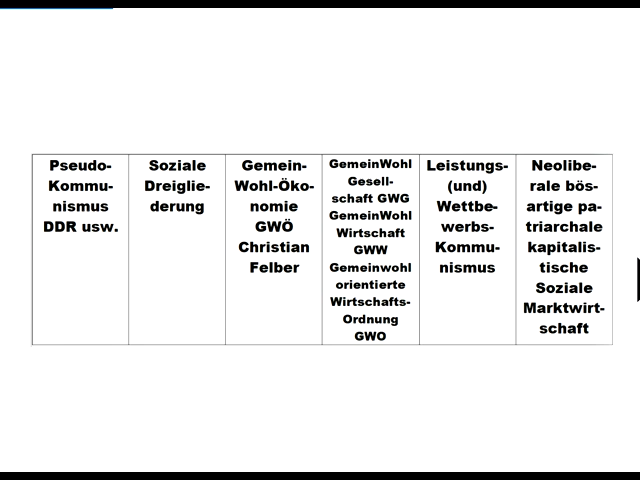 Pseudo-
Kommu-
nismus
DDR usw.
Soziale
Dreiglie-
derung
Gemein-
Wohl-Öko-
nomie
GWÖ
Christian
Felber
GemeinWohl
Gesell-
schaft GWG
GemeinWohl
Wirtschaft
GWW
Gemeinwohl
orientierte
Wirtschafts-
Ordnung
GWO
Leistungs-
(und)
Wettbe-
werbs-
Kommu-
nismus
Neolibe-
rale bös-
artige pa-
triarchale
kapitalis-
tische
Soziale
Marktwirt-
schaft